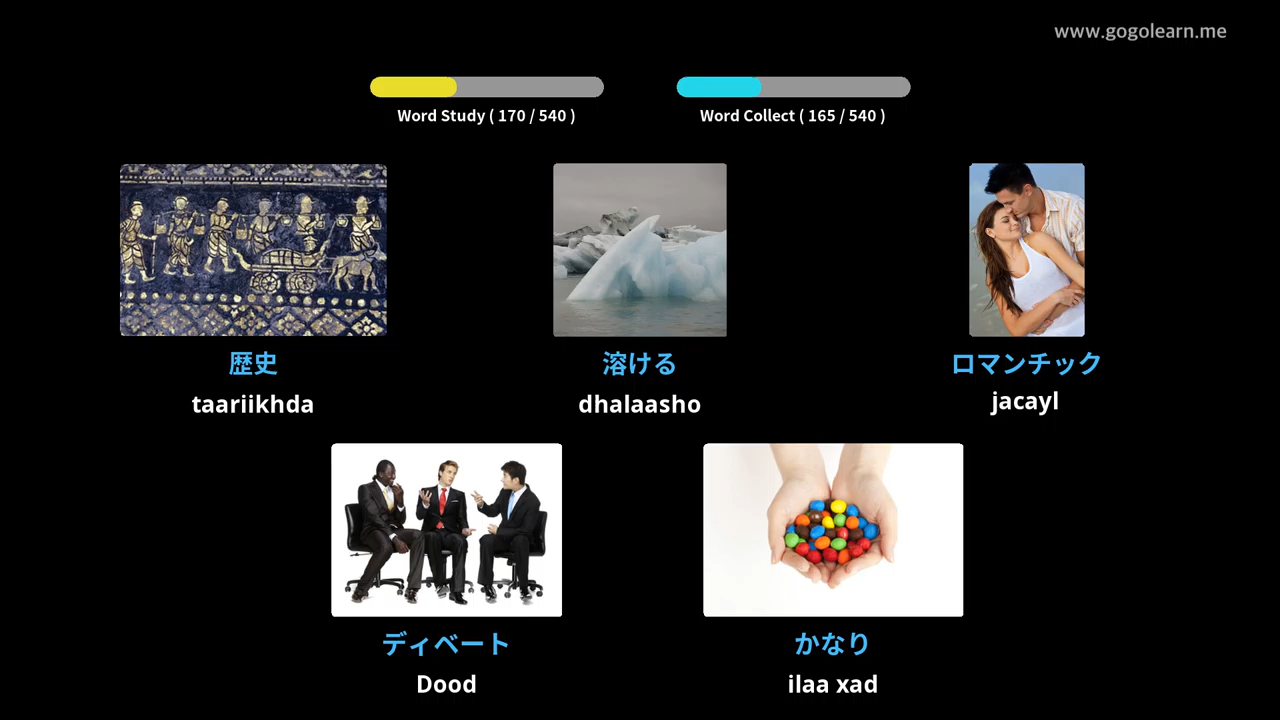 www.gogolearn.me
Word Study ( 170 / 540 )
Word Collect ( 165 / 540 )
歴史
taariikhda
溶ける
dhalaasho
ロマンチック
jacayl
ディベート
Dood
かなり
ilaa xad